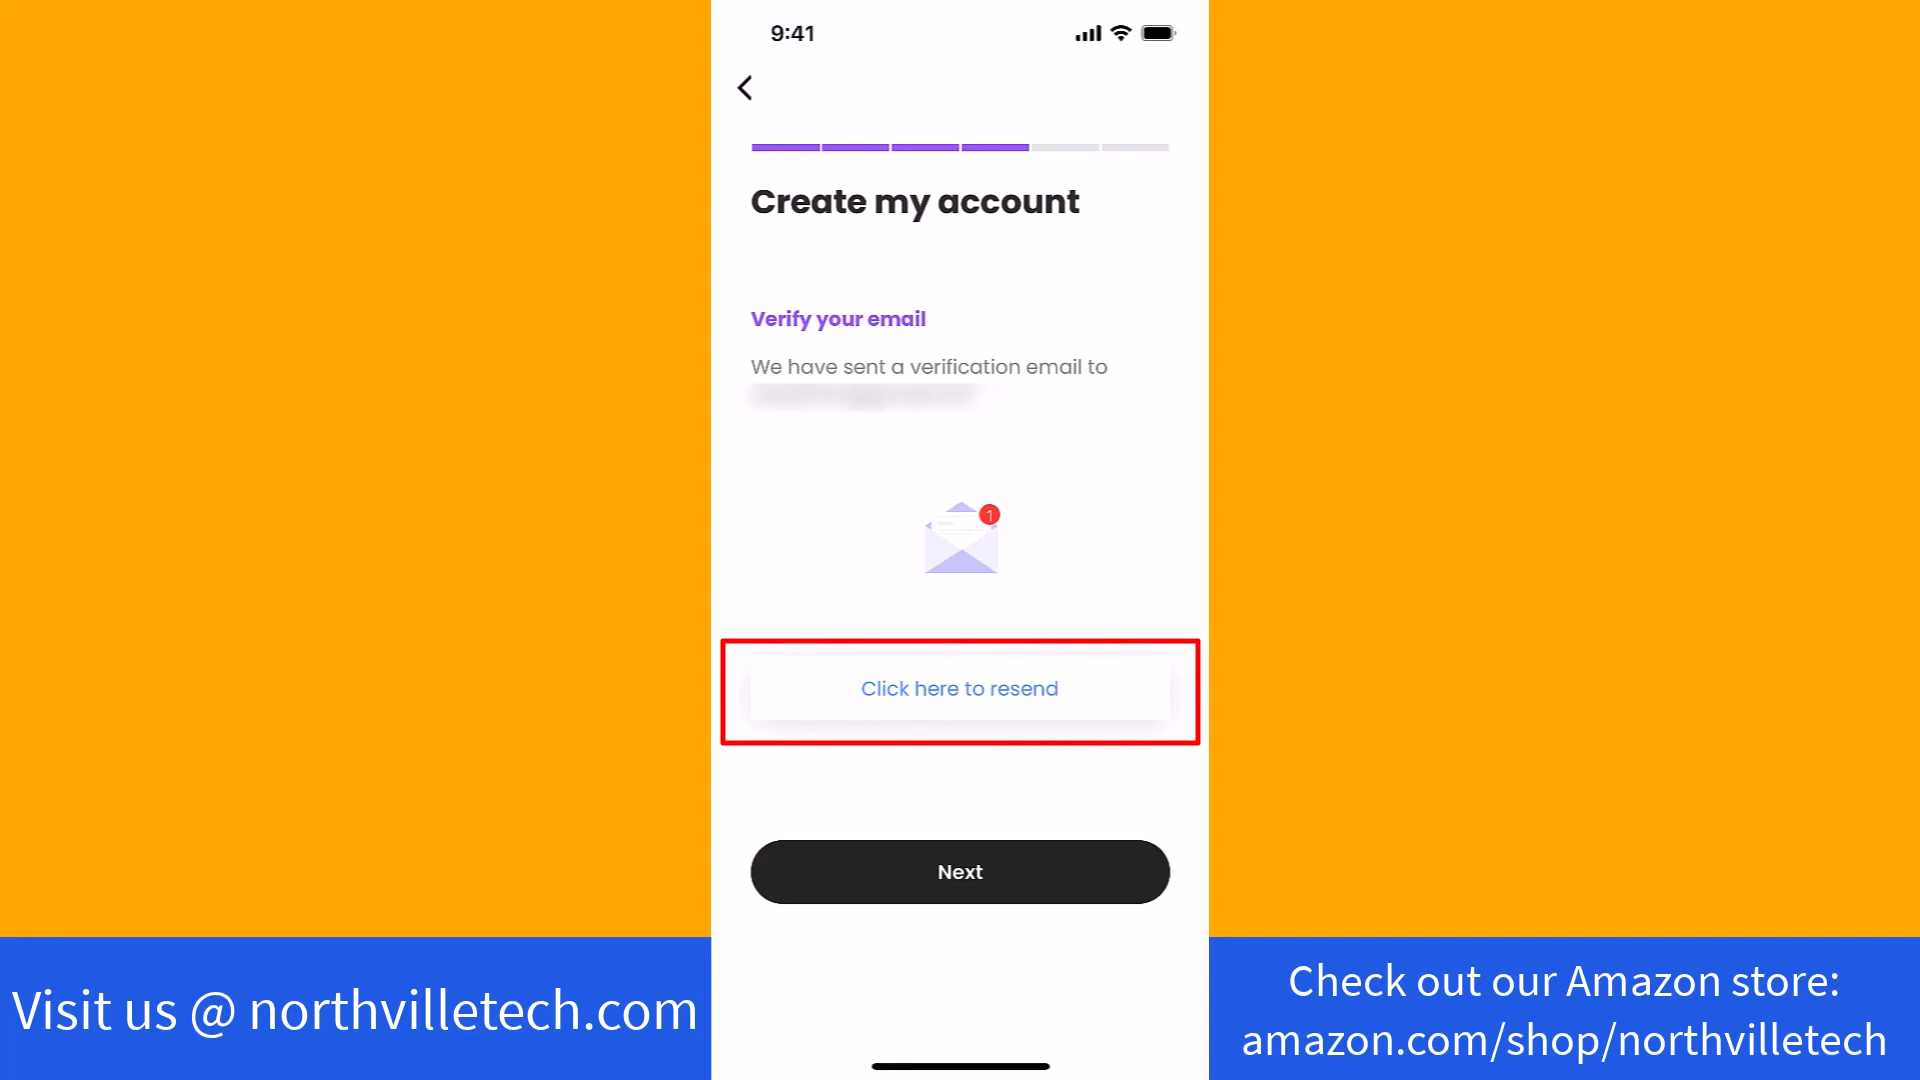 9:41
Create my account
Verify your email
We have sent a verification email to
1
Click here to resend
Next
Visit us @ northvilletech.com
Check out our Amazon store:
amazon.com/shop/northvilletech